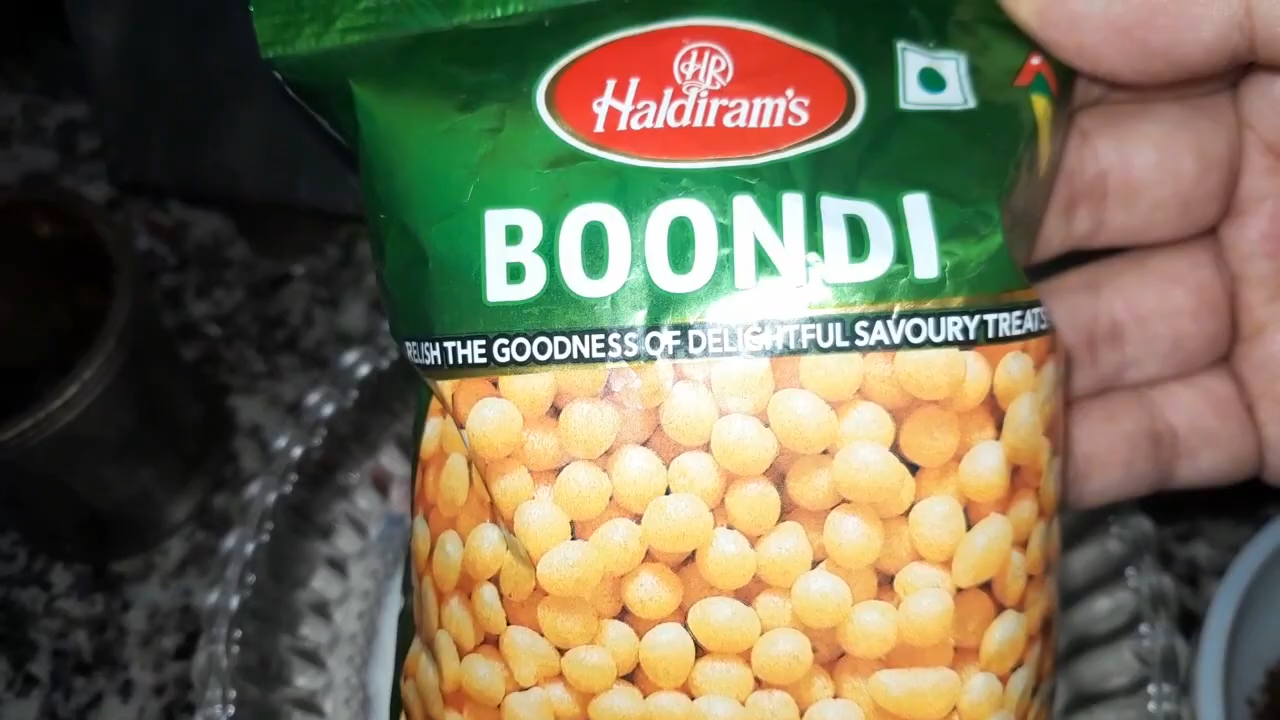 HR
Haldiram's
BOONDI
RELISH THE GOODNESS OF DELIGHTFUL SAVOURY TREATS